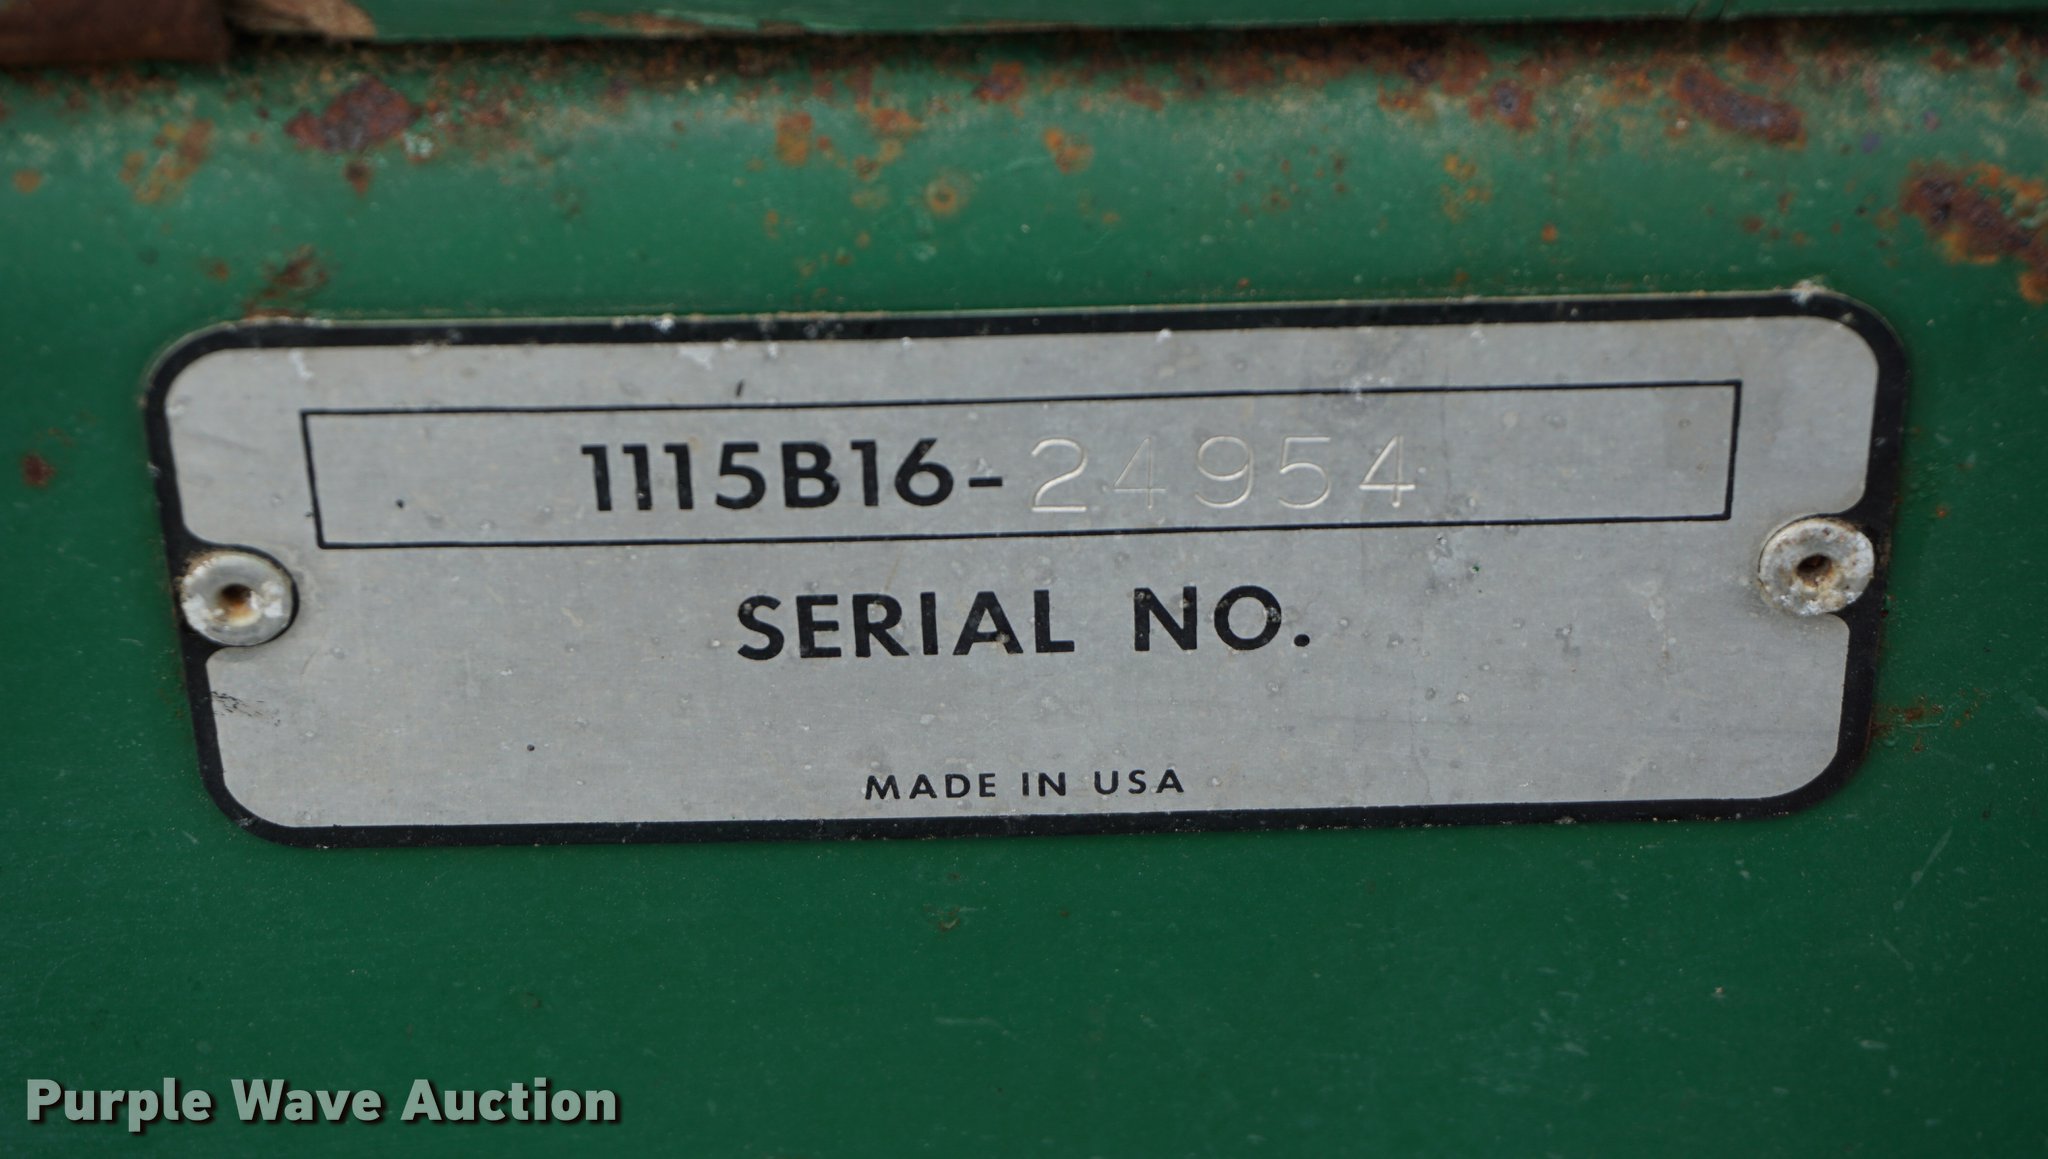 1115B16-24954
SERIAL NO.
MADE IN USA
Purple Wave Auction